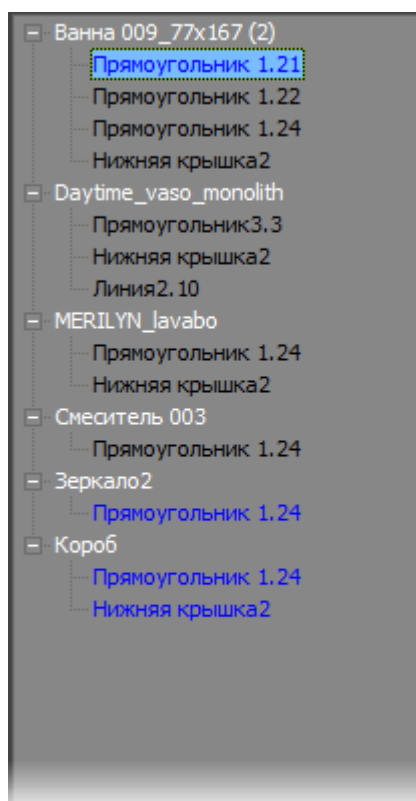 Ванна 009_77x167 (2)
Прямоугольник 1.21
Прямоугольник 1.22
Прямоугольник 1.24
Нижняя крышка2
Daytime_vaso_monolith
Прямоугольник3.3
Нижняя крышка2
Линия2.10
MERILYN_lavabo
Прямоугольник 1.24
Нижняя крышка2
Смеситель 003
Прямоугольник 1.24
Зеркало2
Прямоугольник 1.24
Короб
Прямоугольник 1.24
Нижняя крышка2